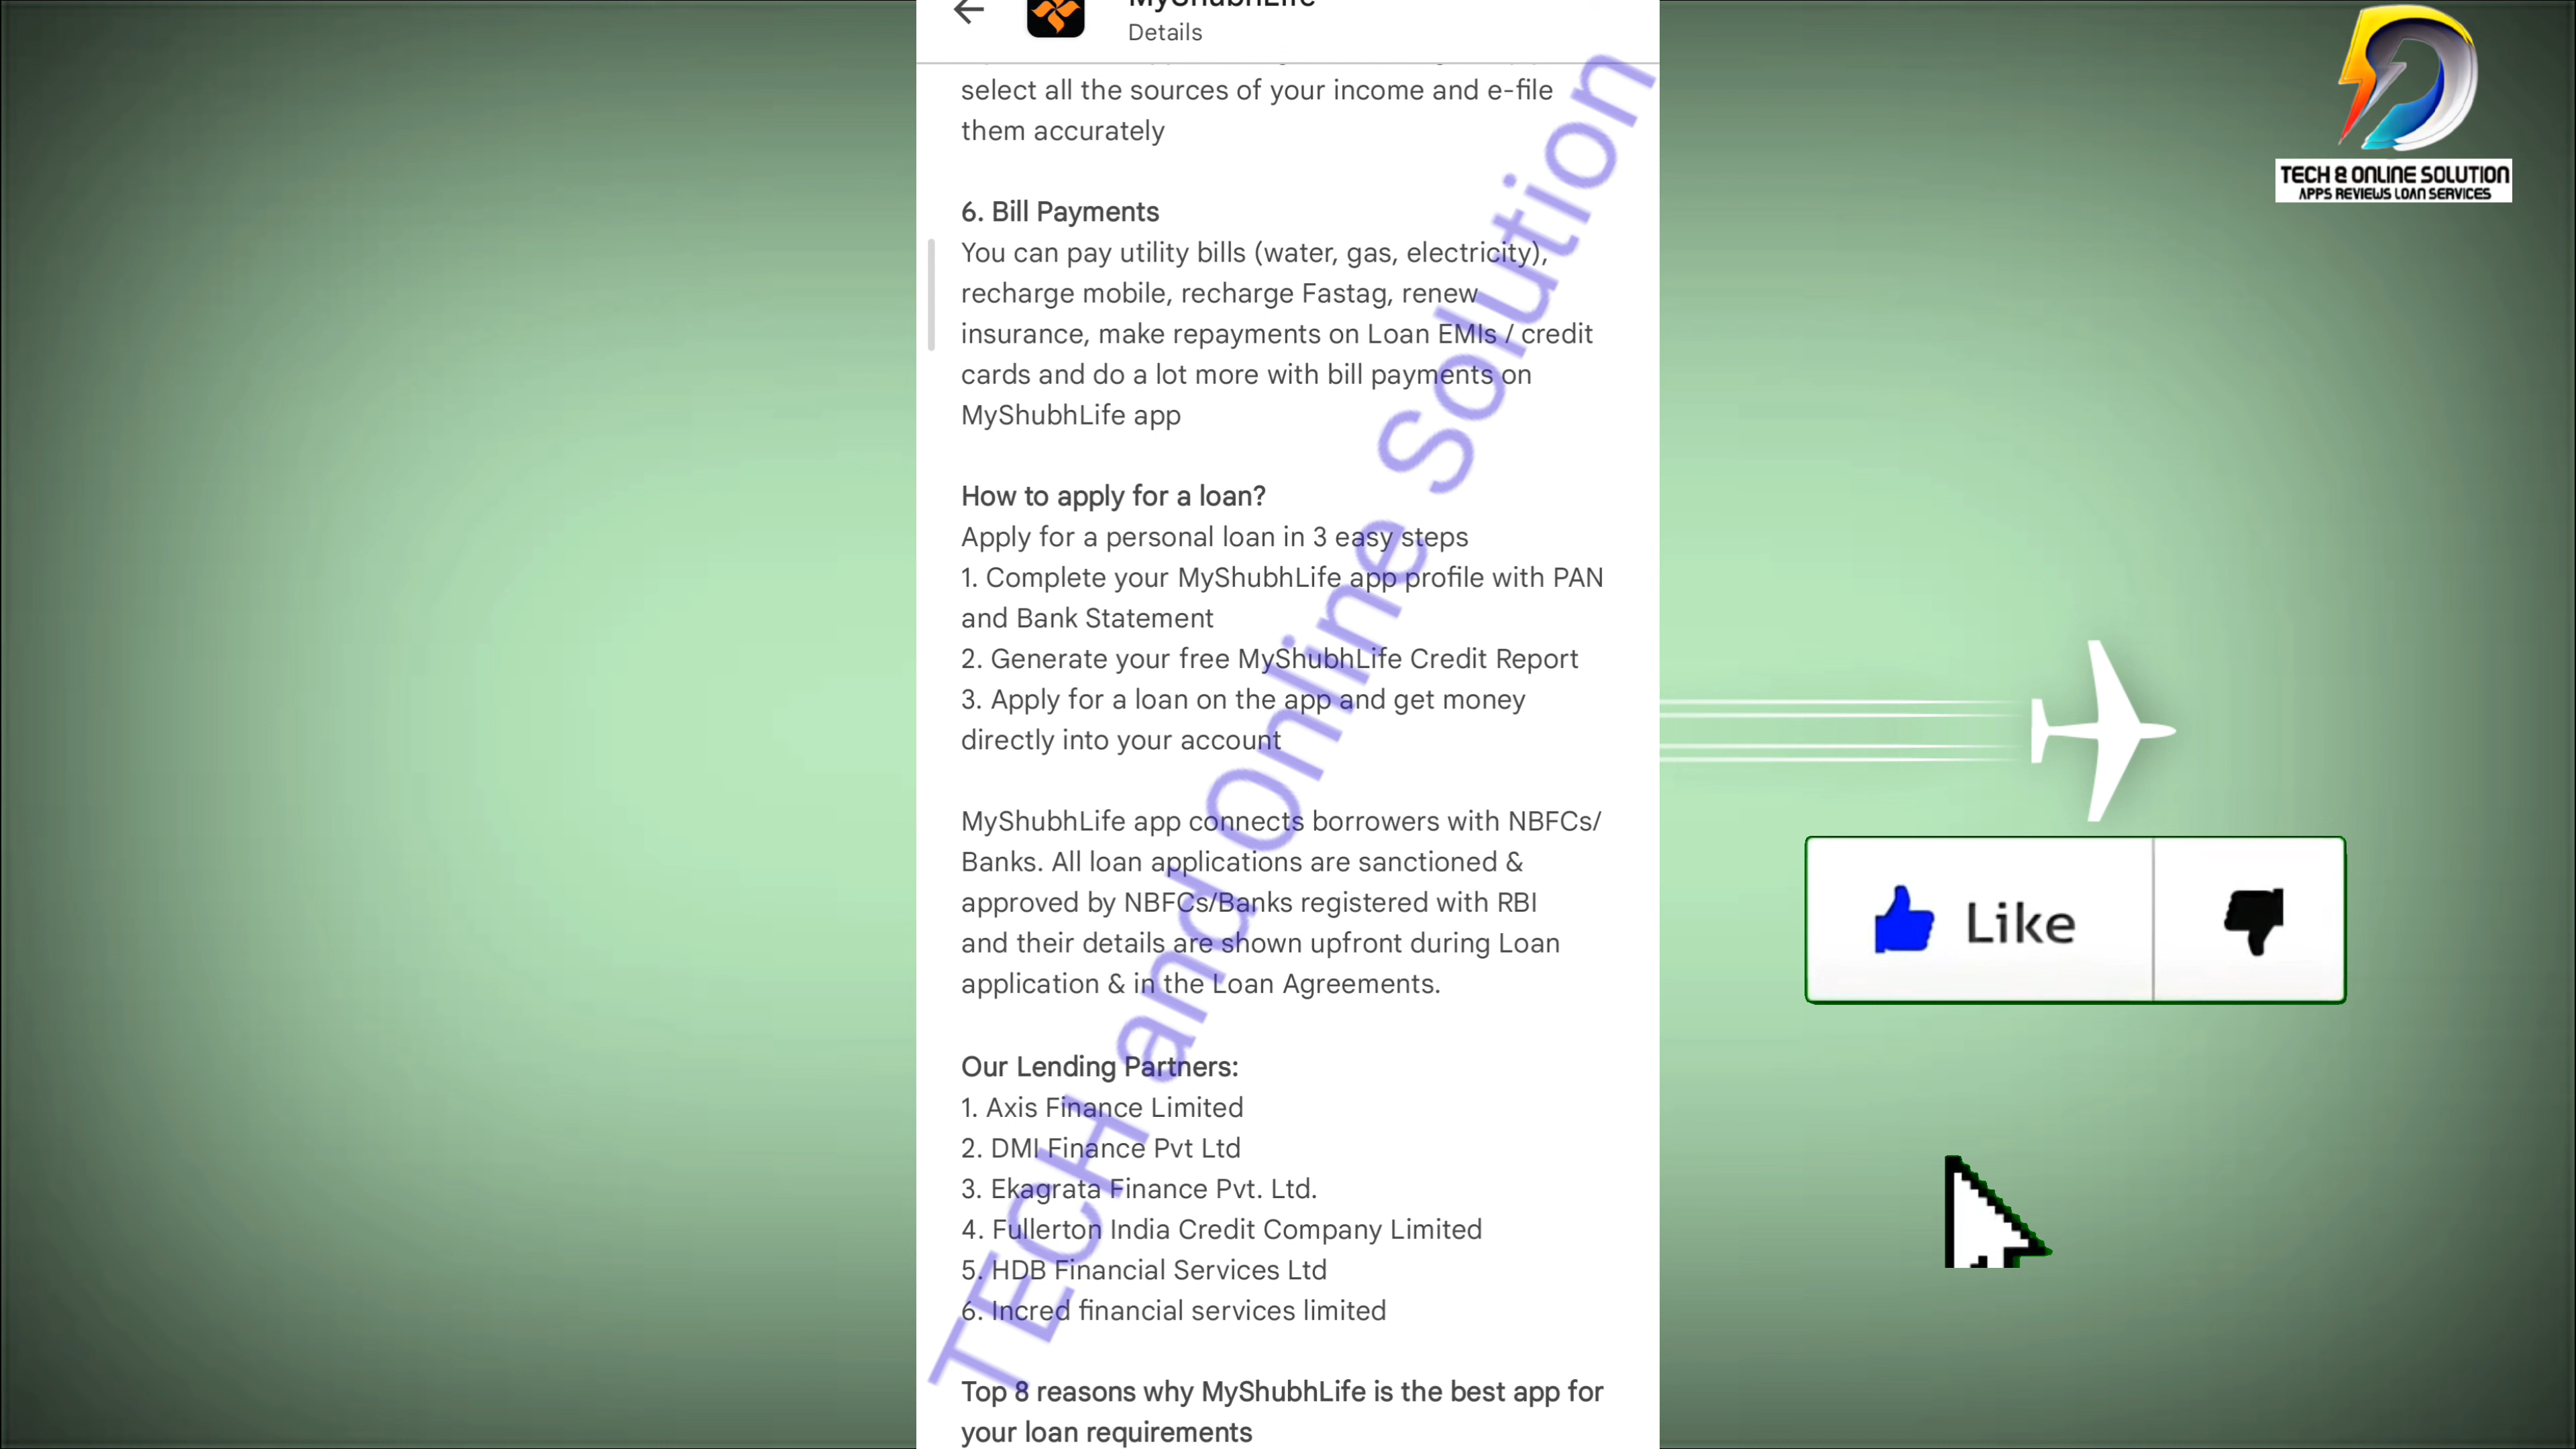 MyShubhLife
Details
select all the sources of your income and e-file
them accurately
6. Bill Payments
You can pay utility bills (water, gas, electricity),
recharge mobile, recharge Fastag, renew
insurance, make repayments on Loan EMIs / credit
cards and do a lot more with bill payments on
MyShubhLife app
How to apply for a loan?
Apply for a personal loan in 3 easy steps
1. Complete your MyShubhLife app profile with PAN
and Bank Statement
2. Generate your free MyShubhLife Credit Report
3. Apply for a loan on the app and get money
directly into your account
MyShubhLife app connects borrowers with NBFCs/
Banks. All loan applications are sanctioned &
approved by NBFCs/Banks registered with RBI
and their details are shown upfront during Loan
application & in the Loan Agreements.
Our Lending Partners:
1. Axis Finance Limited
2. DMI Finance Pvt Ltd
3. Ekagrata Finance Pvt. Ltd.
4. Fullerton India Credit Company Limited
5. HDB Financial Services Ltd
6. Incred financial services limited
Top 8 reasons why MyShubhLife is the best app for
your loan requirements
TECH and Online Solution
TECH & ONLINE SOLUTION
APPS REVIEWS LOAN SERVICES
Like